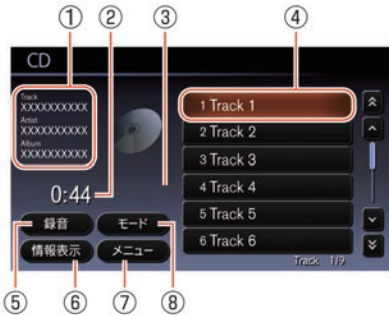 ① ② ③ ④
CD
Track
XXXXXXXXXX
Artist
XXXXXXXXXX
Album
XXXXXXXXXX
0:44
1 Track 1
2 Track 2
3 Track 3
4 Track 4
5 Track 5
6 Track 6
Track 1/9
録音 モード
情報表示 メニュー
⑤ ⑥ ⑦ ⑧